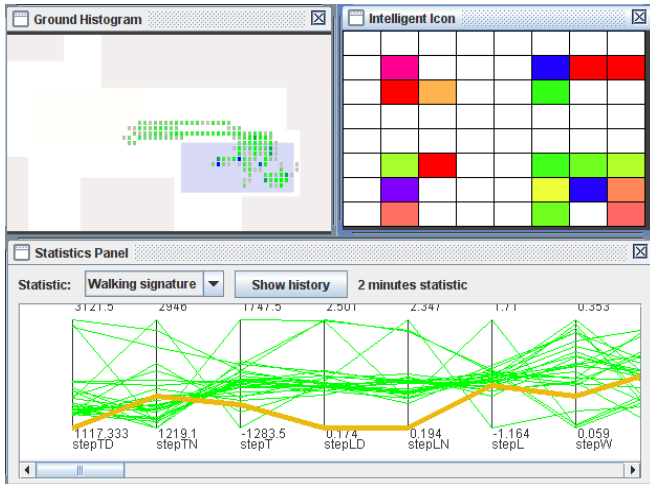 Ground Histogram
Intelligent Icon
Statistics Panel
Statistic: Walking signature Show history 2 minutes statistic
3121.5 2946 1747.5 2.501 2.347 1.71 0.353
1117.333 1219.1 -1283.5 0.174 0.194 -1.164 0.059
stepTD stepTN stepT stepLD stepLN stepL stepW